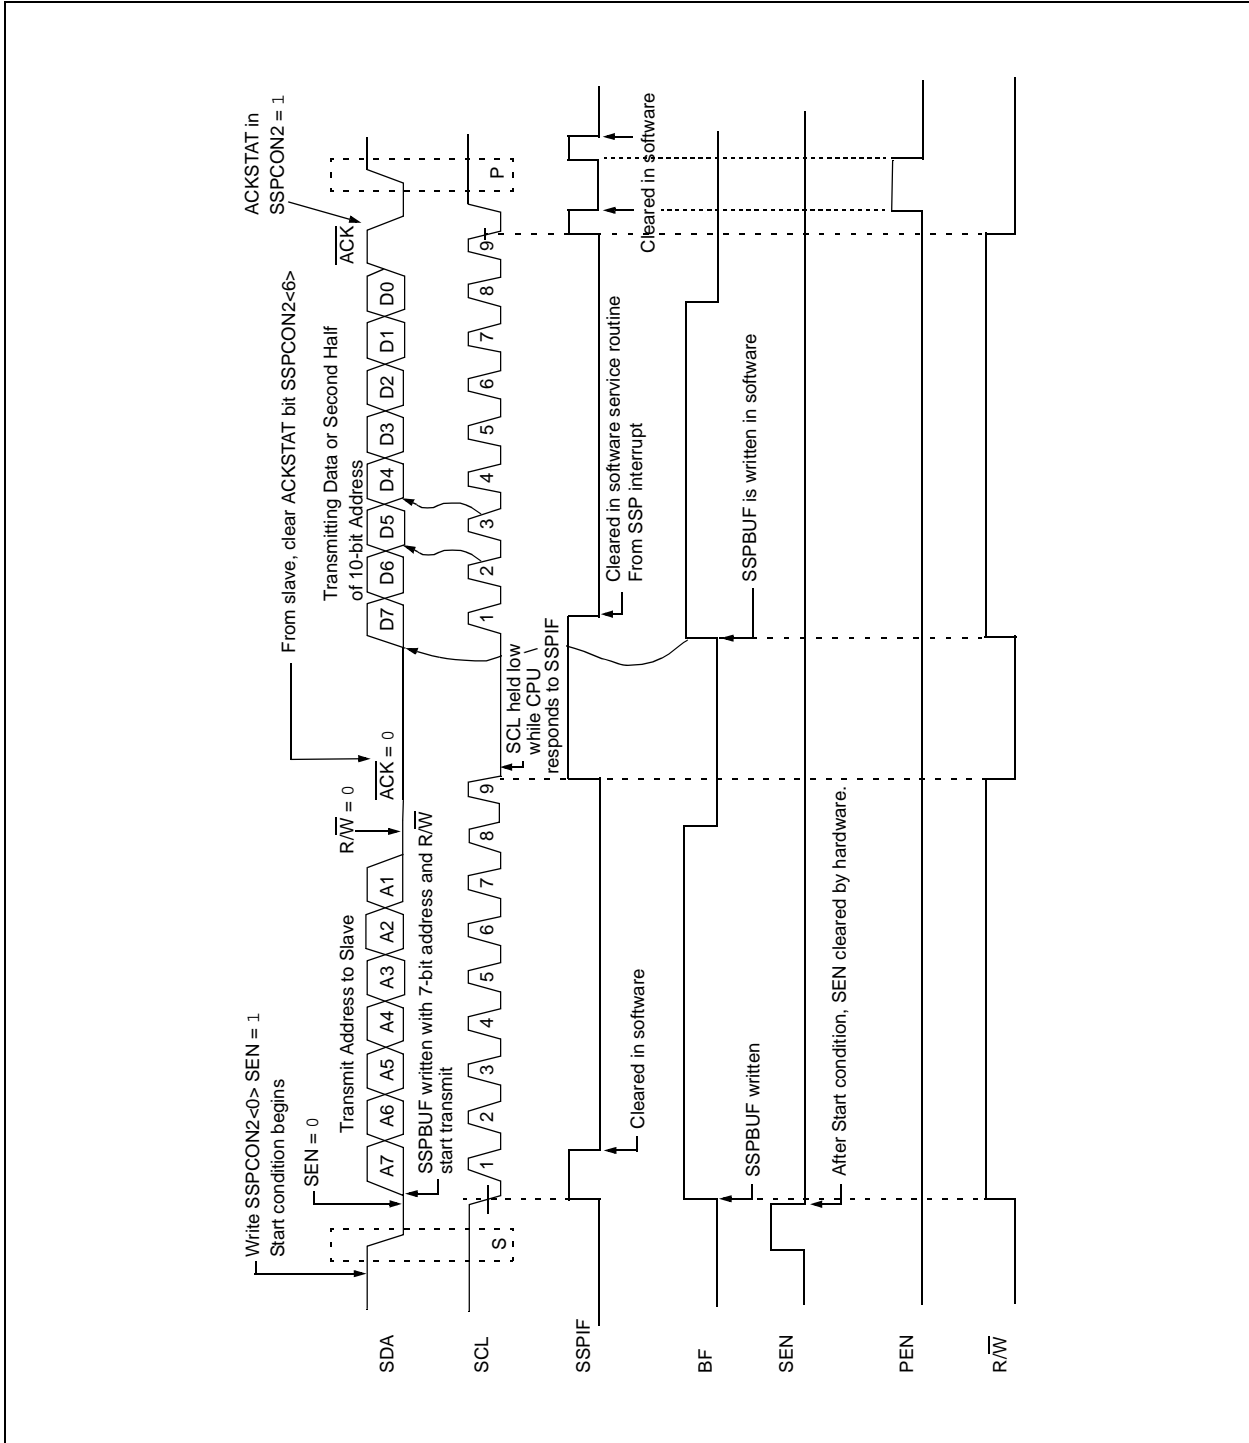 Write SSPCON2<0> SEN = 1
Start condition begins
From slave, clear ACKSTAT bit SSPCON2<6>
ACKSTAT in
SSPCON2 = 1
SEN = 0
Transmit Address to Slave
R/W = 0
ACK = 0
Transmitting Data or Second Half
of 10-bit Address
ACK
SDA
A7 A6 A5 A4 A3 A2 A1
D7 D6 D5 D4 D3 D2 D1 D0
SSPBUF written with 7-bit address and R/W
start transmit
SCL
S
1 2 3 4 5 6 7 8 9
1 2 3 4 5 6 7 8 9
P
SCL held low
while CPU
responds to SSPIF
SSPIF
Cleared in software
Cleared in software service routine
From SSP interrupt
Cleared in software
BF
SSPBUF written
SSPBUF is written in software
SEN
After Start condition, SEN cleared by hardware.
PEN
R/W